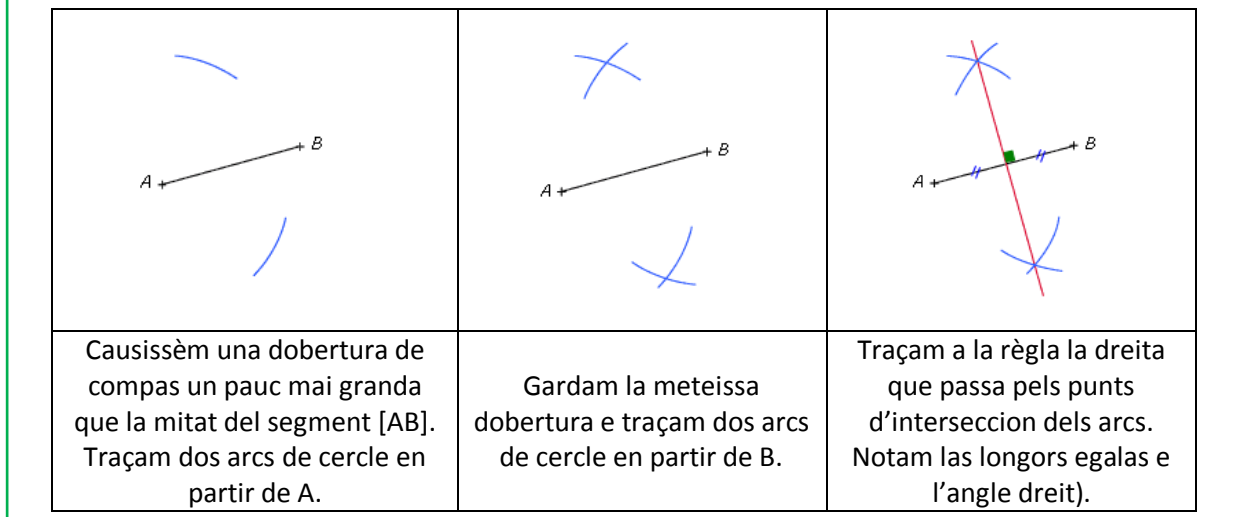 B
A
B
A
B
A
Causissèm una dobertura de
compas un pauc mai granda
que la mitat del segment [AB].
Traçam dos arcs de cercle en
partir de A.
Gardam la meteissa
dobertura e traçam dos arcs
de cercle en partir de B.
Traçam a la règla la dreita
que passa pels punts
d’interseccion dels arcs.
Notam las longors egalas e
l’angle dreit).